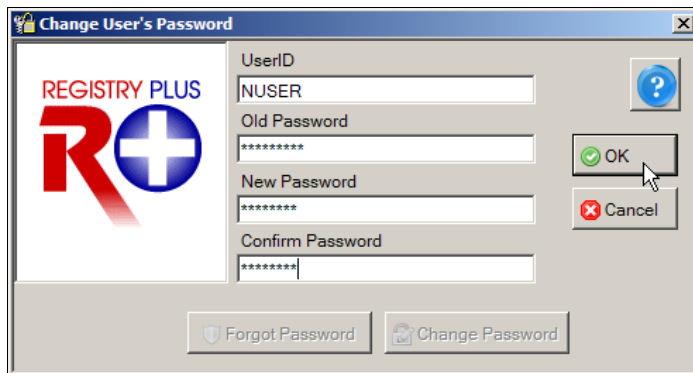 Change User's Password
REGISTRY PLUS
R
UserID
NUSER
Old Password
*********
New Password
********
Confirm Password
********
?
OK
Cancel
Forgot Password
Change Password